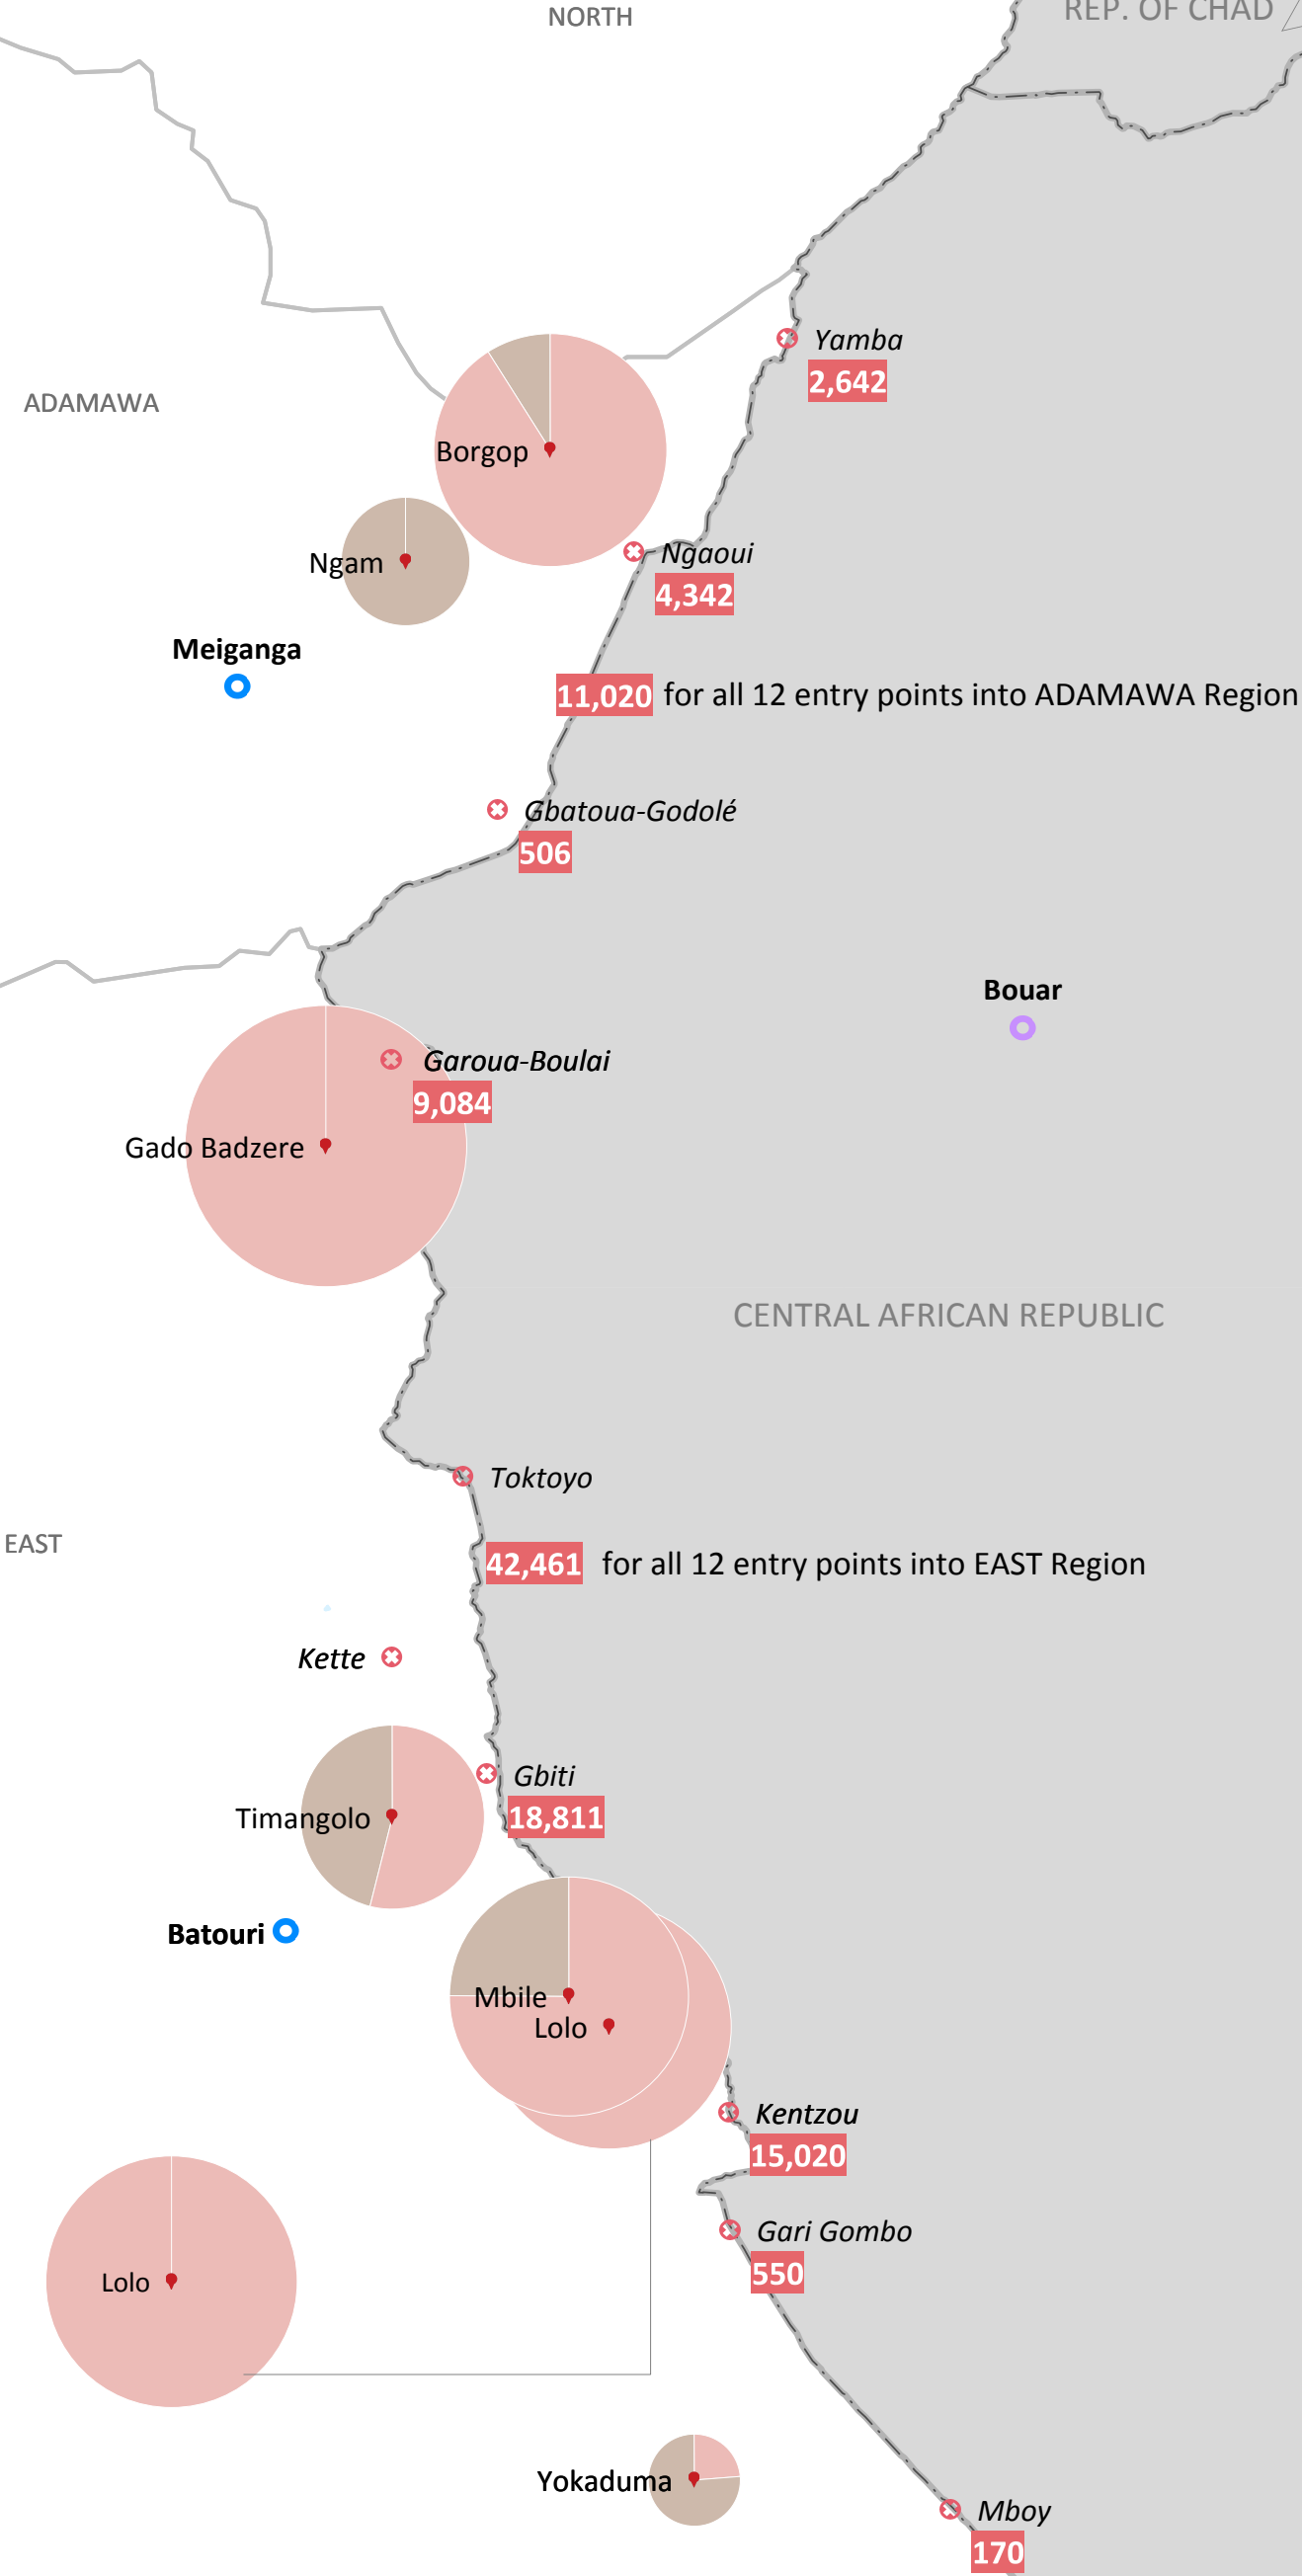 NORTH
REP. OF CHAD
Yamba
2,642
ADAMAWA
Borgop
Ngaoui
4,342
Ngam
Meiganga
11,020 for all 12 entry points into ADAMAWA Region
Gbatoua-Godolé
506
Bouar
Garoua-Boulai
9,084
Gado Badzere
CENTRAL AFRICAN REPUBLIC
Toktoyo
EAST
42,461 for all 12 entry points into EAST Region
Kette
Gbiti
18,811
Timangolo
Batouri
Mbile
Lolo
Kentzou
15,020
Gari Gombo
550
Lolo
Yokaduma
Mboy
170